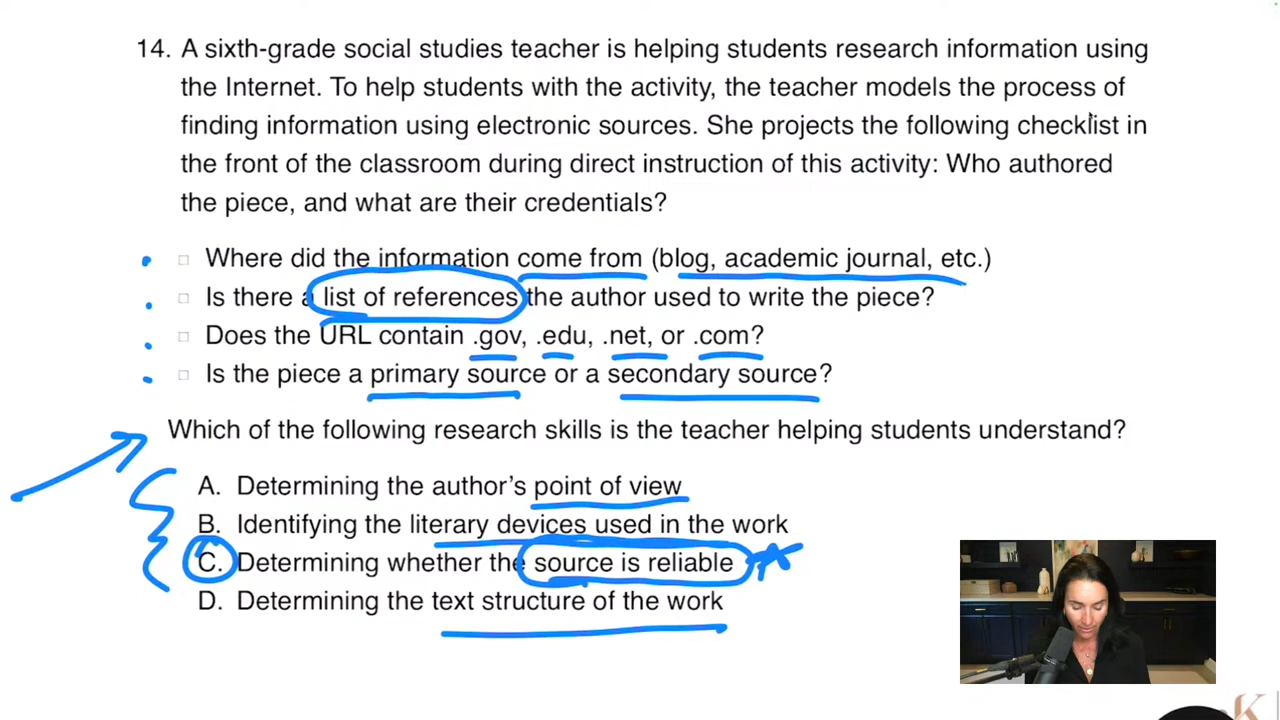 14. A sixth-grade social studies teacher is helping students research information using
the Internet. To help students with the activity, the teacher models the process of
finding information using electronic sources. She projects the following checklist in
the front of the classroom during direct instruction of this activity: Who authored
the piece, and what are their credentials?
Where did the information come from (blog, academic journal, etc.)
Is there a list of references the author used to write the piece?
Does the URL contain .gov, .edu, .net, or .com?
Is the piece a primary source or a secondary source?
Which of the following research skills is the teacher helping students understand?
A. Determining the author's point of view
B. Identifying the literary devices used in the work
C. Determining whether the source is reliable
D. Determining the text structure of the work